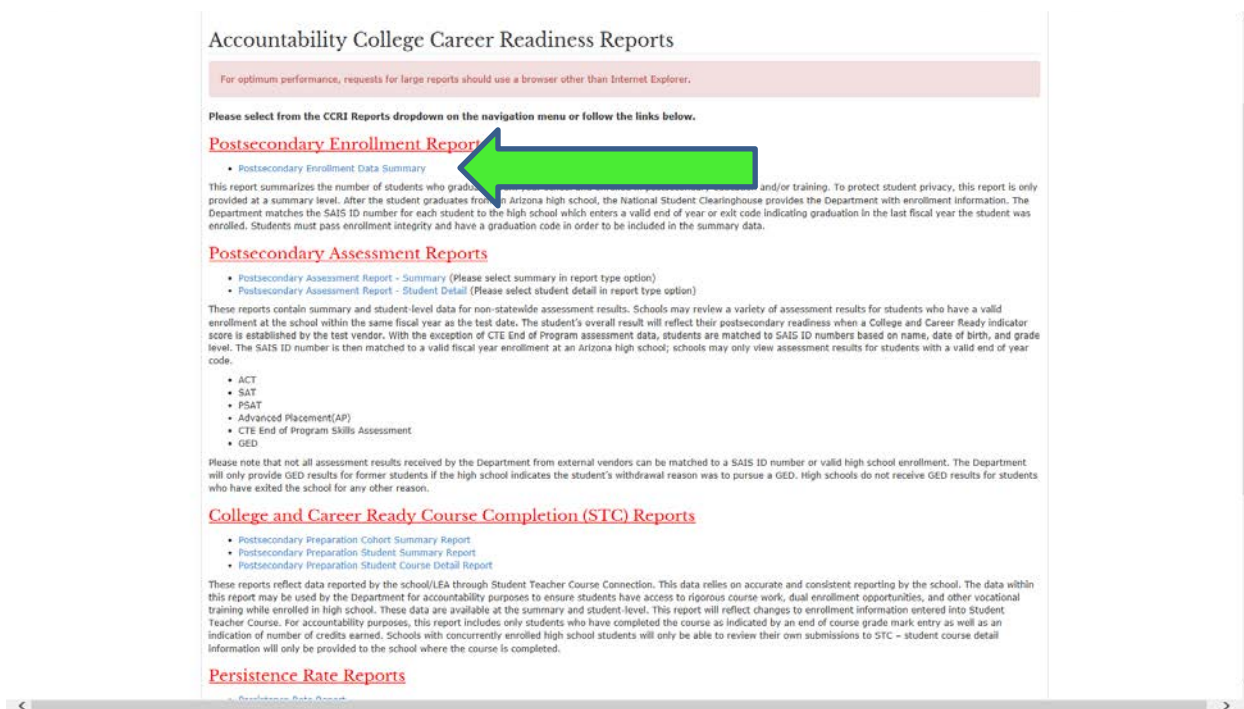 Accountability College Career Readiness Reports
For optimum performance, requests for large reports should use a browser other than Internet Explorer.
Please select from the CCRI Reports dropdown on the navigation menu or follow the links below.
Postsecondary Enrollment Report
• Postsecondary Enrollment Data Summary
This report summarizes the number of students who and/or training. To protect student privacy, this report is only
provided at a summary level. After the student graduates from an Arizona high school, the National Student Clearinghouse provides the Department with enrollment information. The
Department matches the SAIS ID number for each student to the high school which enters a valid end of year or exit code indicating graduation in the last fiscal year the student was
enrolled. Students must pass enrollment integrity and have a graduation code in order to be included in the summary data.
Postsecondary Assessment Reports
• Postsecondary Assessment Report - Summary (Please select summary in report type option)
• Postsecondary Assessment Report - Student Detail (Please select student detail in report type option)
These reports contain summary and student-level data for non-statewide assessment results. Schools may review a variety of assessment results for students who have a valid
enrollment at the school within the same fiscal year as the test date. The student's overall result will reflect their postsecondary readiness when a College and Career Ready indicator
score is established by the test vendor. With the exception of CTE End of Program assessment data, students are matched to SAIS ID numbers based on name, date of birth, and grade
level. The SAIS ID number is then matched to a valid fiscal year enrollment at an Arizona high school; schools may only view assessment results for students with a valid end of year
code.
• ACT
• SAT
• PSAT
• Advanced Placement(AP)
• CTE End of Program Skills Assessment
• GED
Please note that not all assessment results received by the Department from external vendors can be matched to a SAIS ID number or valid high school enrollment. The Department
will only provide GED results for former students if the high school indicates the student's withdrawal reason was to pursue a GED. High schools do not receive GED results for students
who have exited the school for any other reason.
College and Career Ready Course Completion (STC) Reports
• Postsecondary Preparation Cohort Summary Report
• Postsecondary Preparation Student Summary Report
• Postsecondary Preparation Student Course Detail Report
These reports reflect data reported by the school/LEA through Student Teacher Course Connection. This data relies on accurate and consistent reporting by the school. The data within
this report may be used by the Department for accountability purposes to ensure students have access to rigorous course work, dual enrollment opportunities, and other vocational
training while enrolled in high school. These data are available at the summary and student-level. This report will reflect changes to enrollment information entered into Student
Teacher Course. For accountability purposes, this report includes only students who have completed the course as indicated by an end of course grade mark entry as well as an
indication of number of credits earned. Schools with concurrently enrolled high school students will only be able to review their own submissions to STC – student course detail
information will only be provided to the school where the course is completed.
Persistence Rate Reports